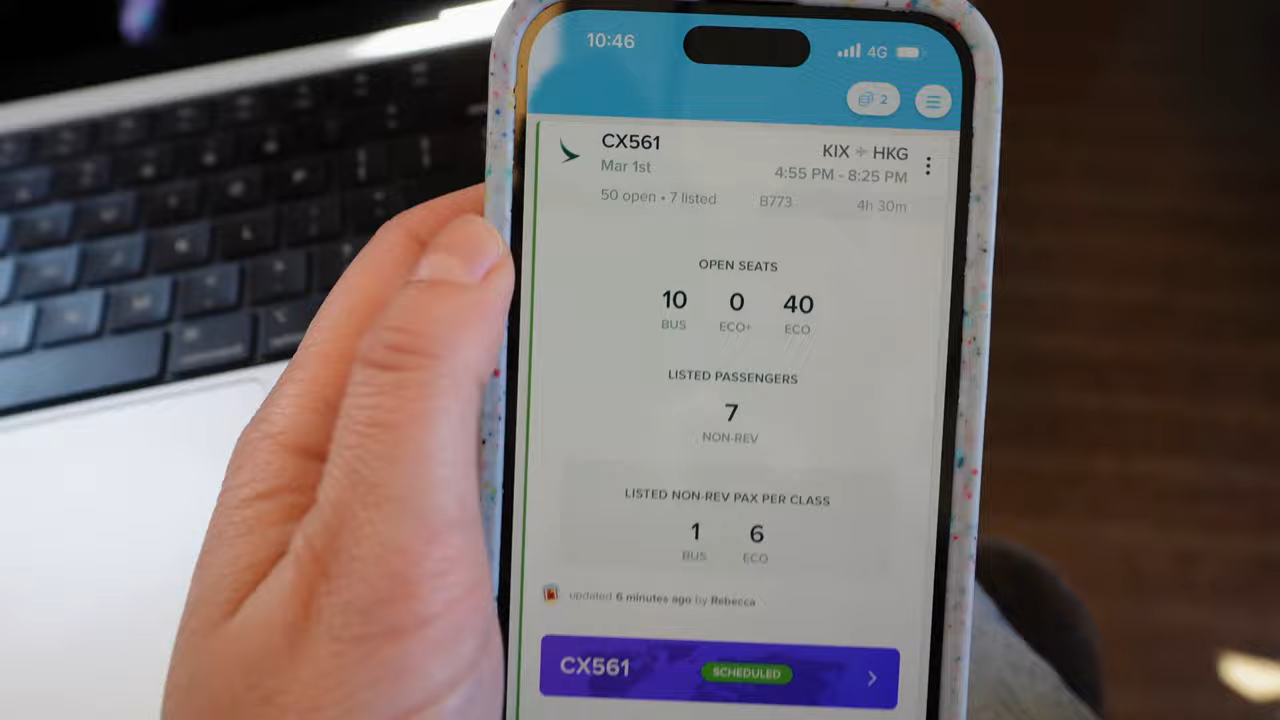 10:46
4G
2
CX561
KIX HKG
Mar 1st
4:55 PM - 8:25 PM
50 open • 7 listed B773 4h 30m
OPEN SEATS
10 0 40
BUS ECO+ ECO
LISTED PASSENGERS
7
NON-REV
LISTED NON-REV PAX PER CLASS
1 6
BUS ECO
updated 6 minutes ago by Rebecca
CX561 SCHEDULED